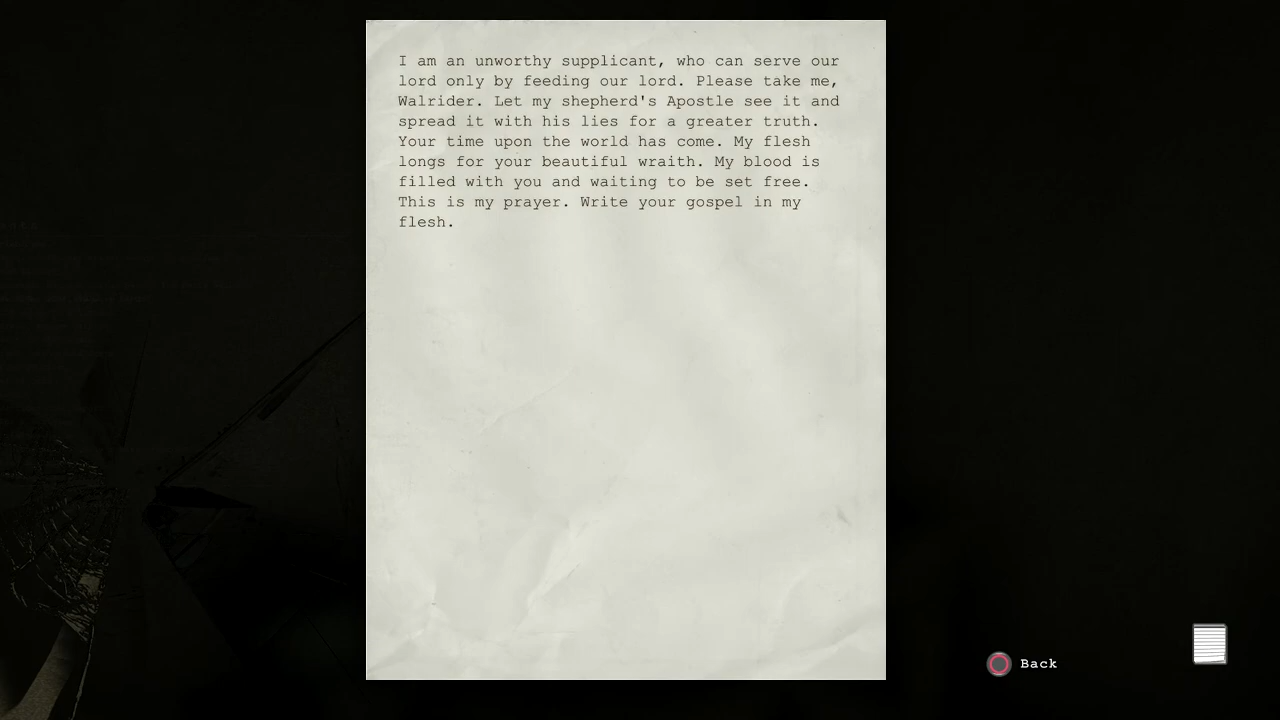 I am an unworthy supplicant, who can serve our
lord only by feeding our lord. Please take me,
Walrider. Let my shepherd's Apostle see it and
spread it with his lies for a greater truth.
Your time upon the world has come. My flesh
longs for your beautiful wraith. My blood is
filled with you and waiting to be set free.
This is my prayer. Write your gospel in my
flesh.
Back